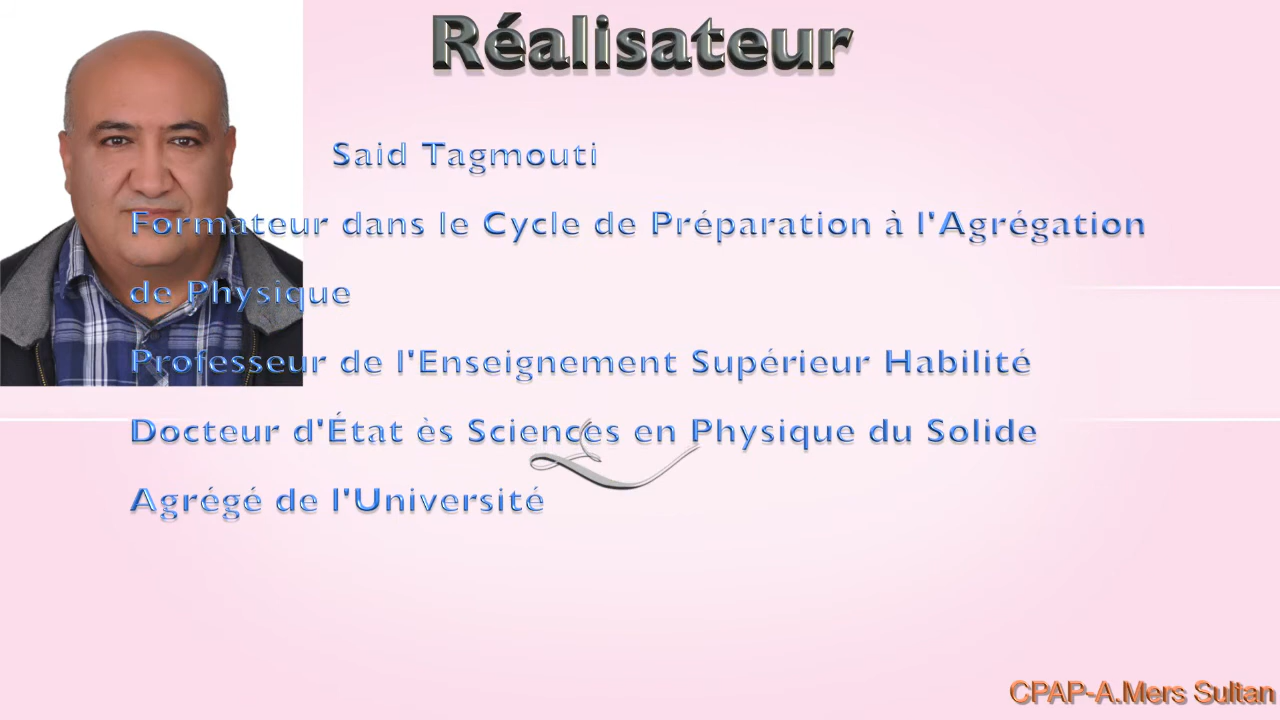 Réalisateur
Said Tagmouti
Formateur dans le Cycle de Préparation à l'Agrégation
de Physique
Professeur de l'Enseignement Supérieur Habilité
Docteur d'État ès Sciences en Physique du Solide
Agrégé de l'Université
CPAP-A.Mers Sultan